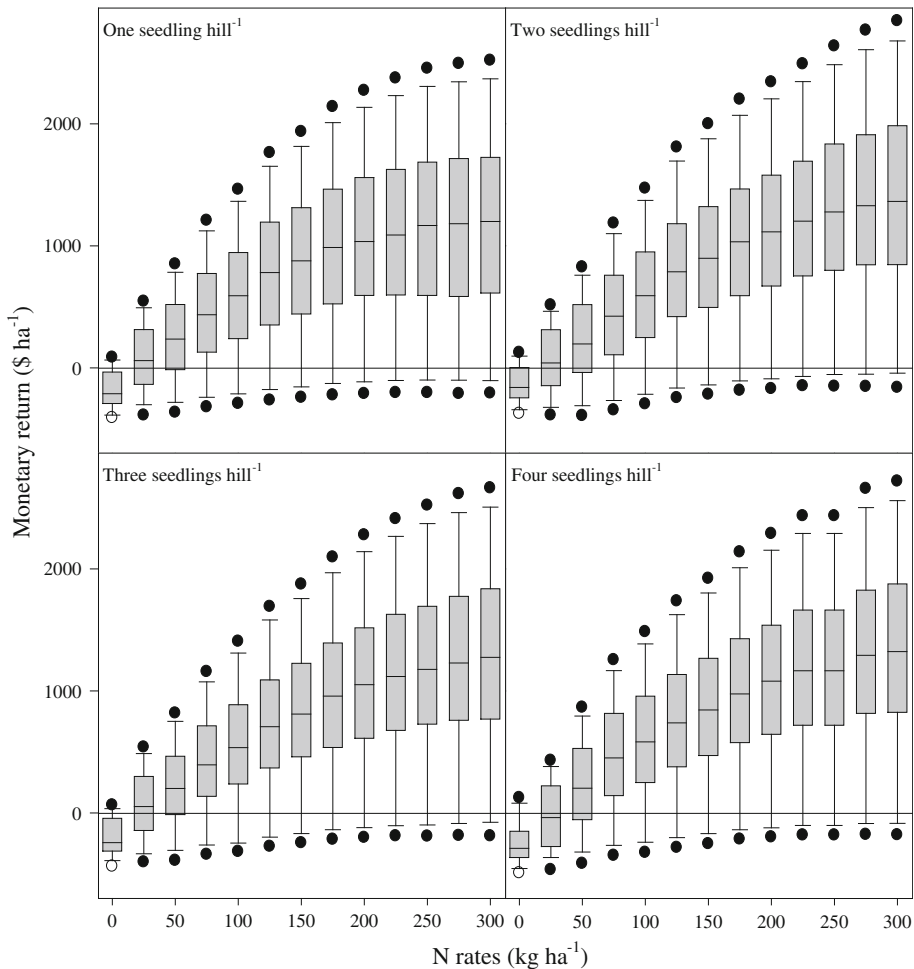 One seedling hill⁻¹
Two seedlings hill⁻¹
2000
1000
0
Three seedlings hill⁻¹
Four seedlings hill⁻¹
2000
1000
0
Monetary return ($ ha⁻¹)
0 50 100 150 200 250 300 0 50 100 150 200 250 300
N rates (kg ha⁻¹)